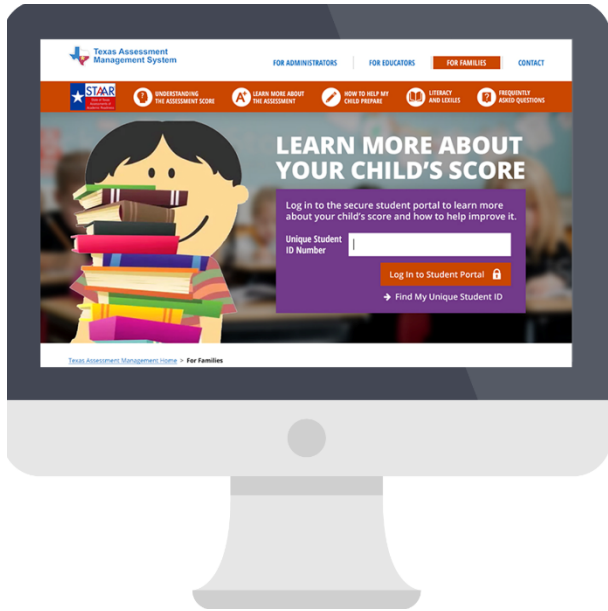 Texas Assessment
Management System
FOR ADMINISTRATORS
FOR EDUCATORS
FOR FAMILIES
CONTACT
STAAR
UNDERSTANDING
THE ASSESSMENT SCORE
LEARN MORE ABOUT
THE ASSESSMENT
HOW TO HELP MY
CHILD PREPARE
LITERACY
AND LEXILES
FREQUENTLY
ASKED QUESTIONS
LEARN MORE ABOUT
YOUR CHILD'S SCORE
Log in to the secure student portal to learn more
about your child's score and how to help improve it.
Unique Student
ID Number
Log In to Student Portal
Find My Unique Student ID
Texas Assessment Management Home > For Families